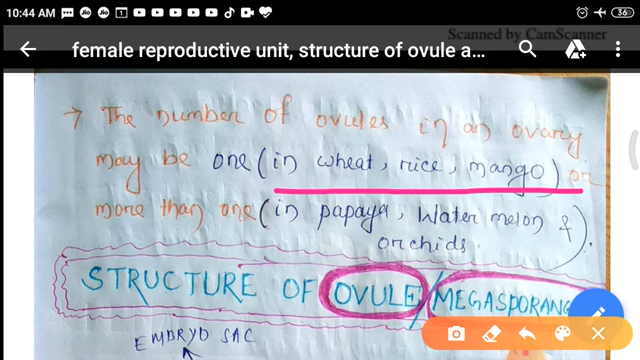 10:44 AM
36
Scanned by CamScanner
female reproductive unit, structure of ovule a...
→ The number of ovules in an ovary
may be one (in wheat, rice, mango) or
more than one (in papaya, Water melon &
orchids.)
STRUCTURE OF OVULE/MEGASPORANG
EMBRYO SAC